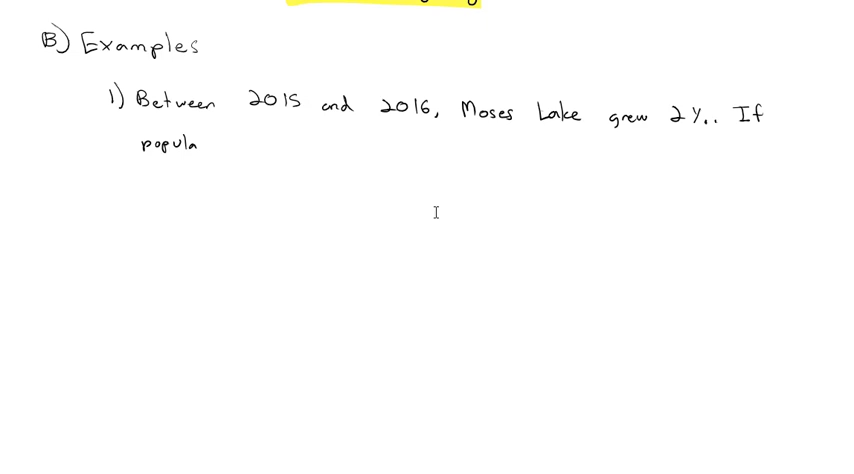 B) Examples
1) Between 2015 and 2016, Moses Lake grew 2%. If
popula